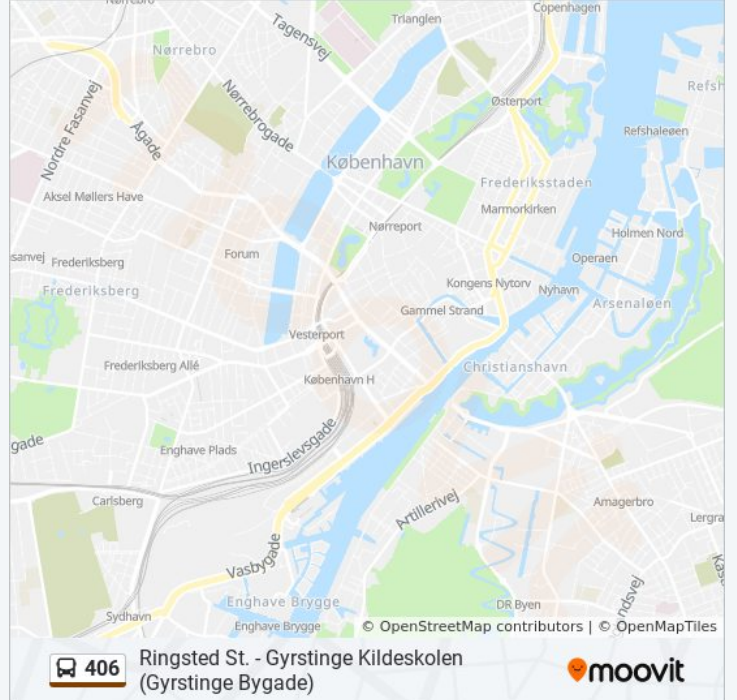 Copenhagen
Trianglen
Tagensvej
Nørrebro
Østerport
Refsh
Nordre Fasanvej
Nørrebrogade
Ågade
Refshaleøen
København
Frederiksstaden
Aksel Møllers Have
Marmorkirken
Nørreport
Holmen Nord
Forum
sanvej
Frederiksberg
Operaen
Kongens Nytorv
Nyhavn
Frederiksberg
Arsenaløen
Gammel Strand
Vesterport
Frederiksberg Allé
Christianshavn
København H
gade
Enghave Plads
Ingerslevsgade
Carlsberg
Artillerivej
Amagerbro
Lergra
Vasbygade
Kas
ndsvej
Enghave Brygge
DR Byen
Sydhavn
Enghave Brygge
© OpenStreetMap contributors | © OpenMapTiles
406
Ringsted St. - Gyrstinge Kildeskolen
(Gyrstinge Bygade)
moovit